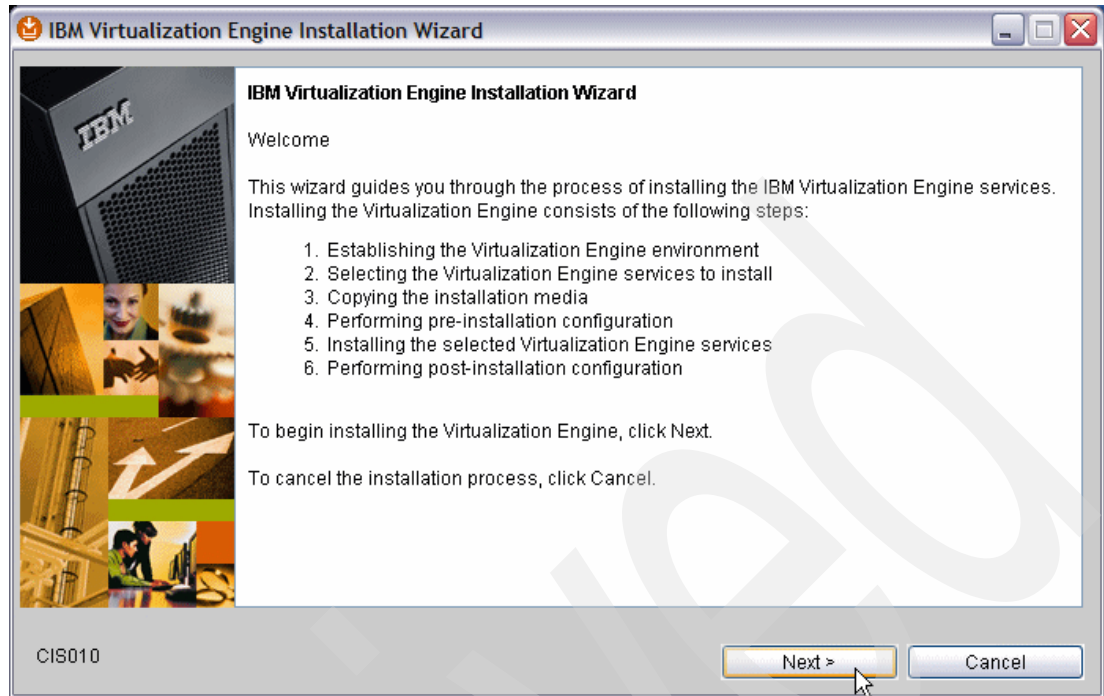 IBM Virtualization Engine Installation Wizard
IBM
IBM Virtualization Engine Installation Wizard
Welcome
This wizard guides you through the process of installing the IBM Virtualization Engine services.
Installing the Virtualization Engine consists of the following steps:
1. Establishing the Virtualization Engine environment
2. Selecting the Virtualization Engine services to install
3. Copying the installation media
4. Performing pre-installation configuration
5. Installing the selected Virtualization Engine services
6. Performing post-installation configuration
To begin installing the Virtualization Engine, click Next.
To cancel the installation process, click Cancel.
CIS010
Next >
Cancel